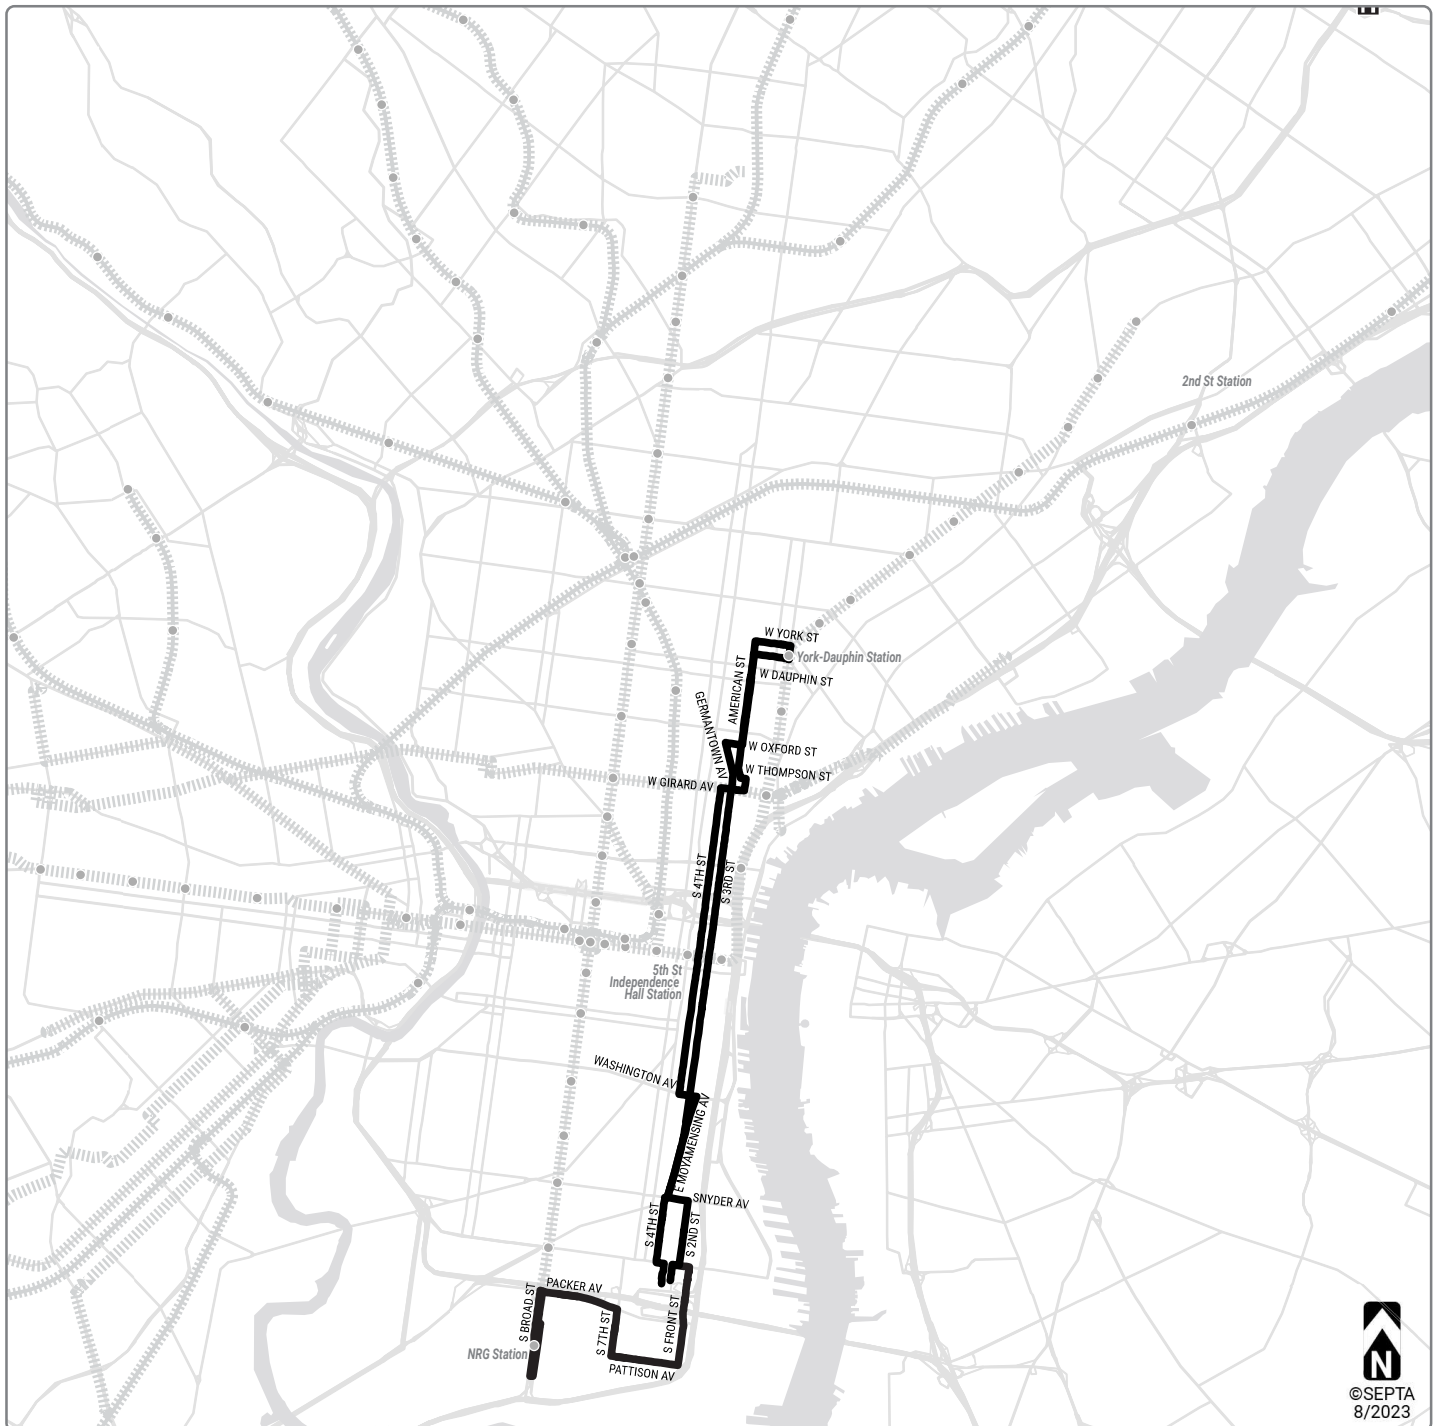 2nd St Station
W YORK ST
York-Dauphin Station
W DAUPHIN ST
AMERICAN ST
GERMANTOWN AV
W OXFORD ST
W THOMPSON ST
W GIRARD AV
S 4TH ST
S 3RD ST
5th St
Independence
Hall Station
WASHINGTON AV
E MOYAMENSING AV
SNYDER AV
S 4TH ST
S 2ND ST
PACKER AV
S BROAD ST
S 7TH ST
S FRONT ST
NRG Station
PATTISON AV
N
©SEPTA
8/2023